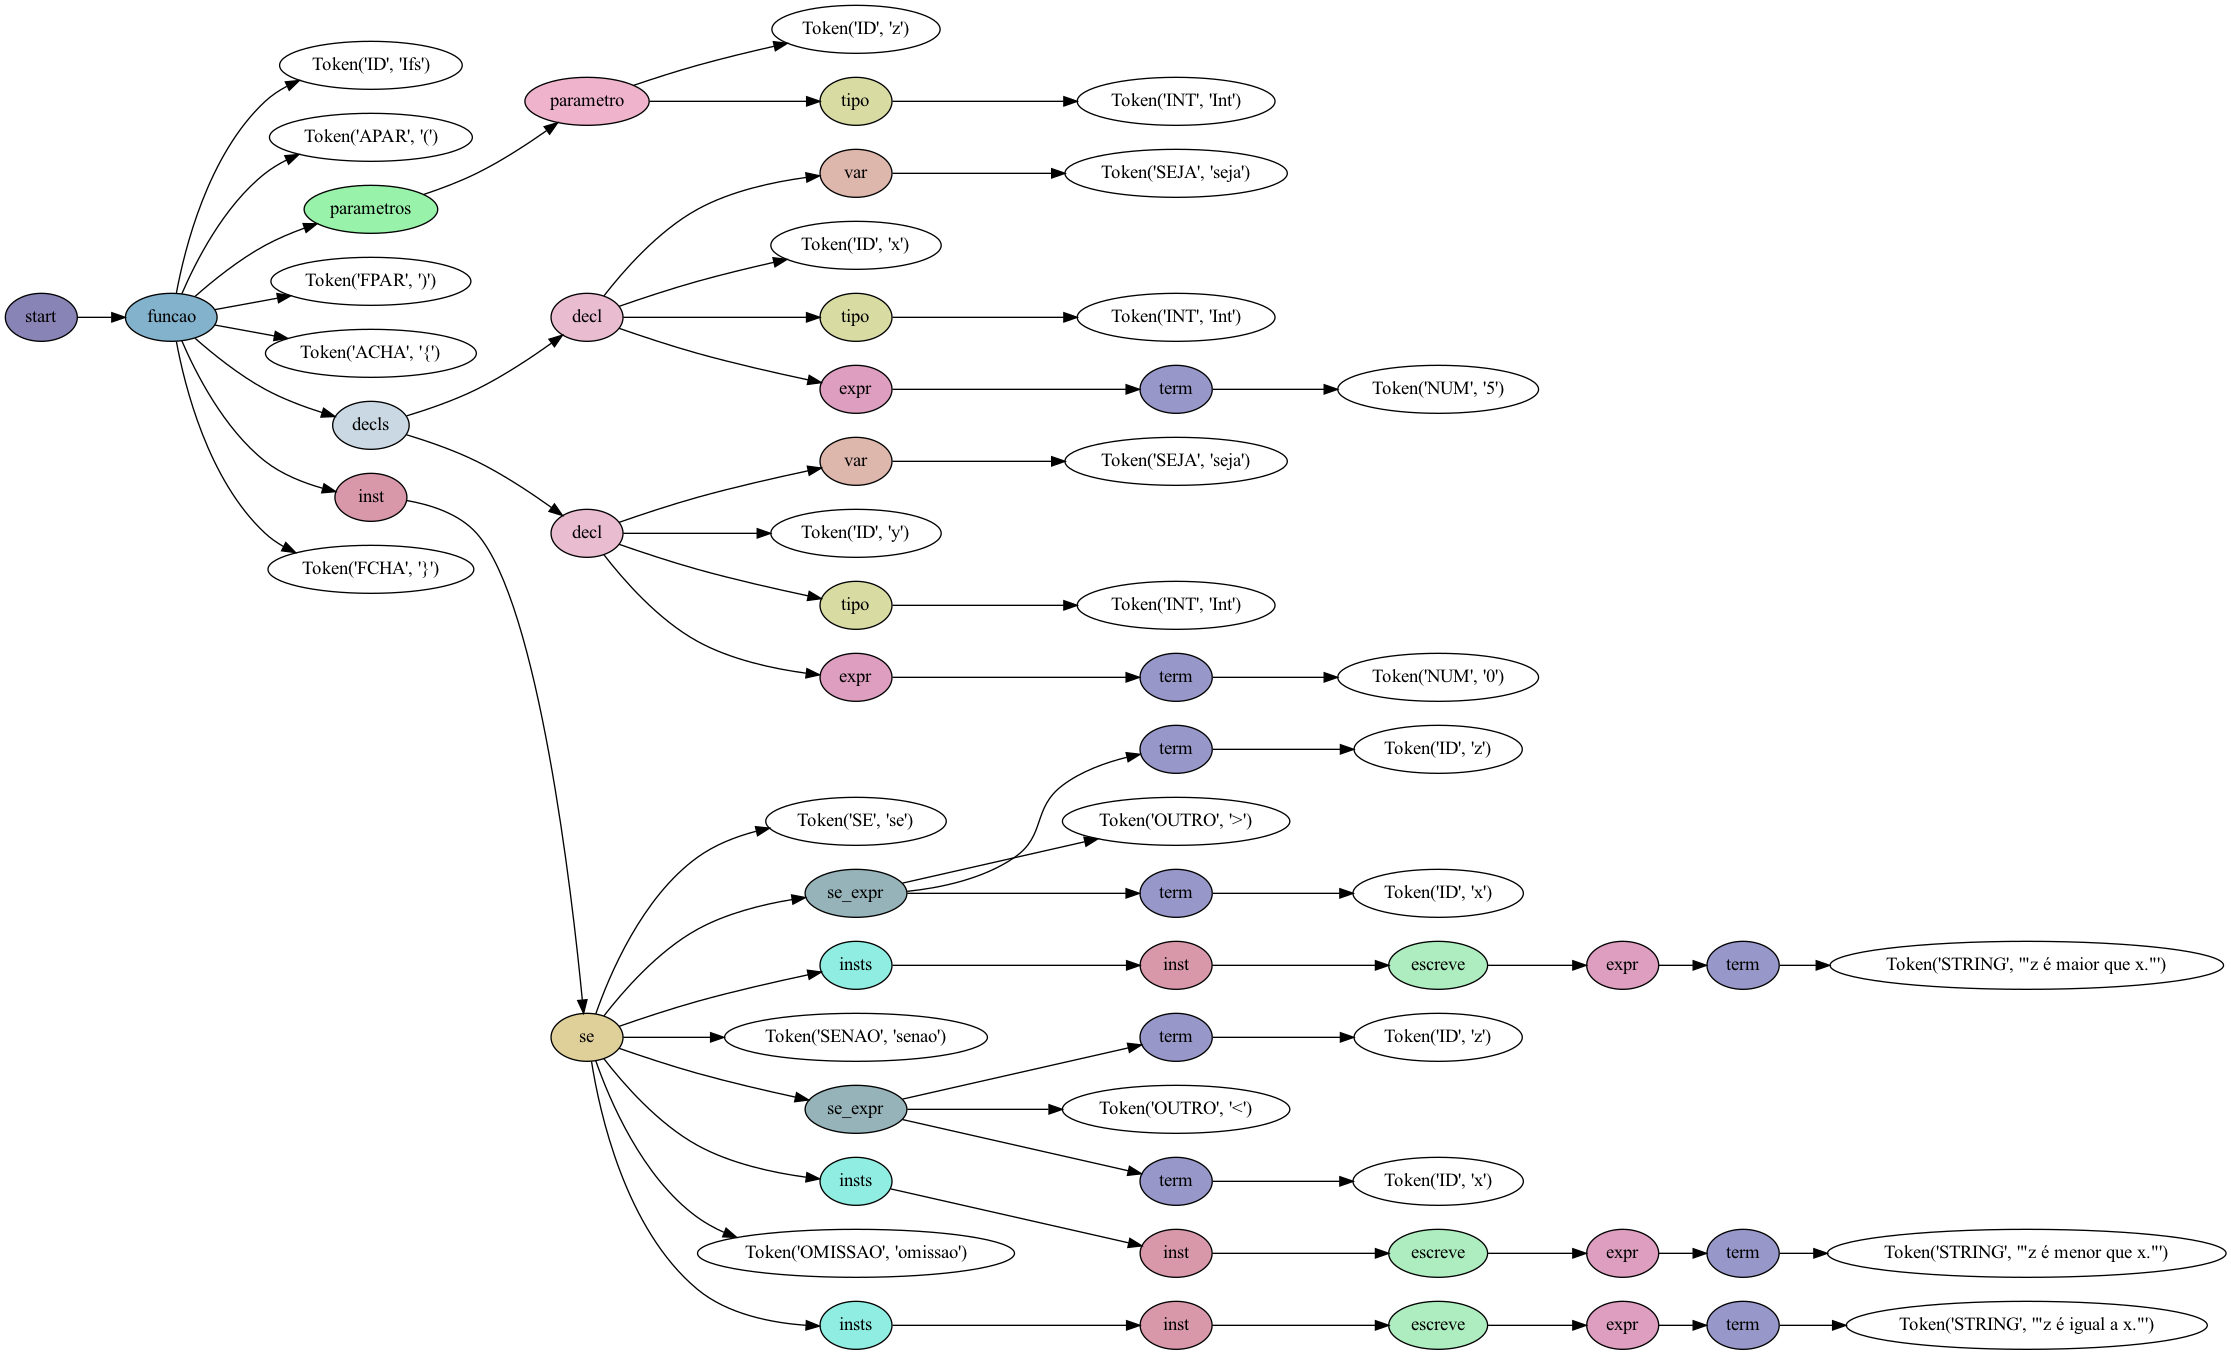 start
funcao
Token('ID', 'Ifs')
Token('APAR', '(')
parametros
parametro
Token('ID', 'z')
tipo
Token('INT', 'Int')
Token('FPAR', ')')
Token('ACHA', '{')
decls
decl
var
Token('SEJA', 'seja')
Token('ID', 'x')
tipo
Token('INT', 'Int')
expr
term
Token('NUM', '5')
decl
var
Token('SEJA', 'seja')
Token('ID', 'y')
tipo
Token('INT', 'Int')
expr
term
Token('NUM', '0')
inst
se
Token('SE', 'se')
se_expr
term
Token('ID', 'z')
Token('OUTRO', '>')
term
Token('ID', 'x')
insts
inst
escreve
expr
term
Token('STRING', '"z é maior que x."')
Token('SENAO', 'senao')
se_expr
term
Token('ID', 'z')
Token('OUTRO', '<')
term
Token('ID', 'x')
insts
inst
escreve
expr
term
Token('STRING', '"z é menor que x."')
Token('OMISSAO', 'omissao')
insts
inst
escreve
expr
term
Token('STRING', '"z é igual a x."')
Token('FCHA', '}')